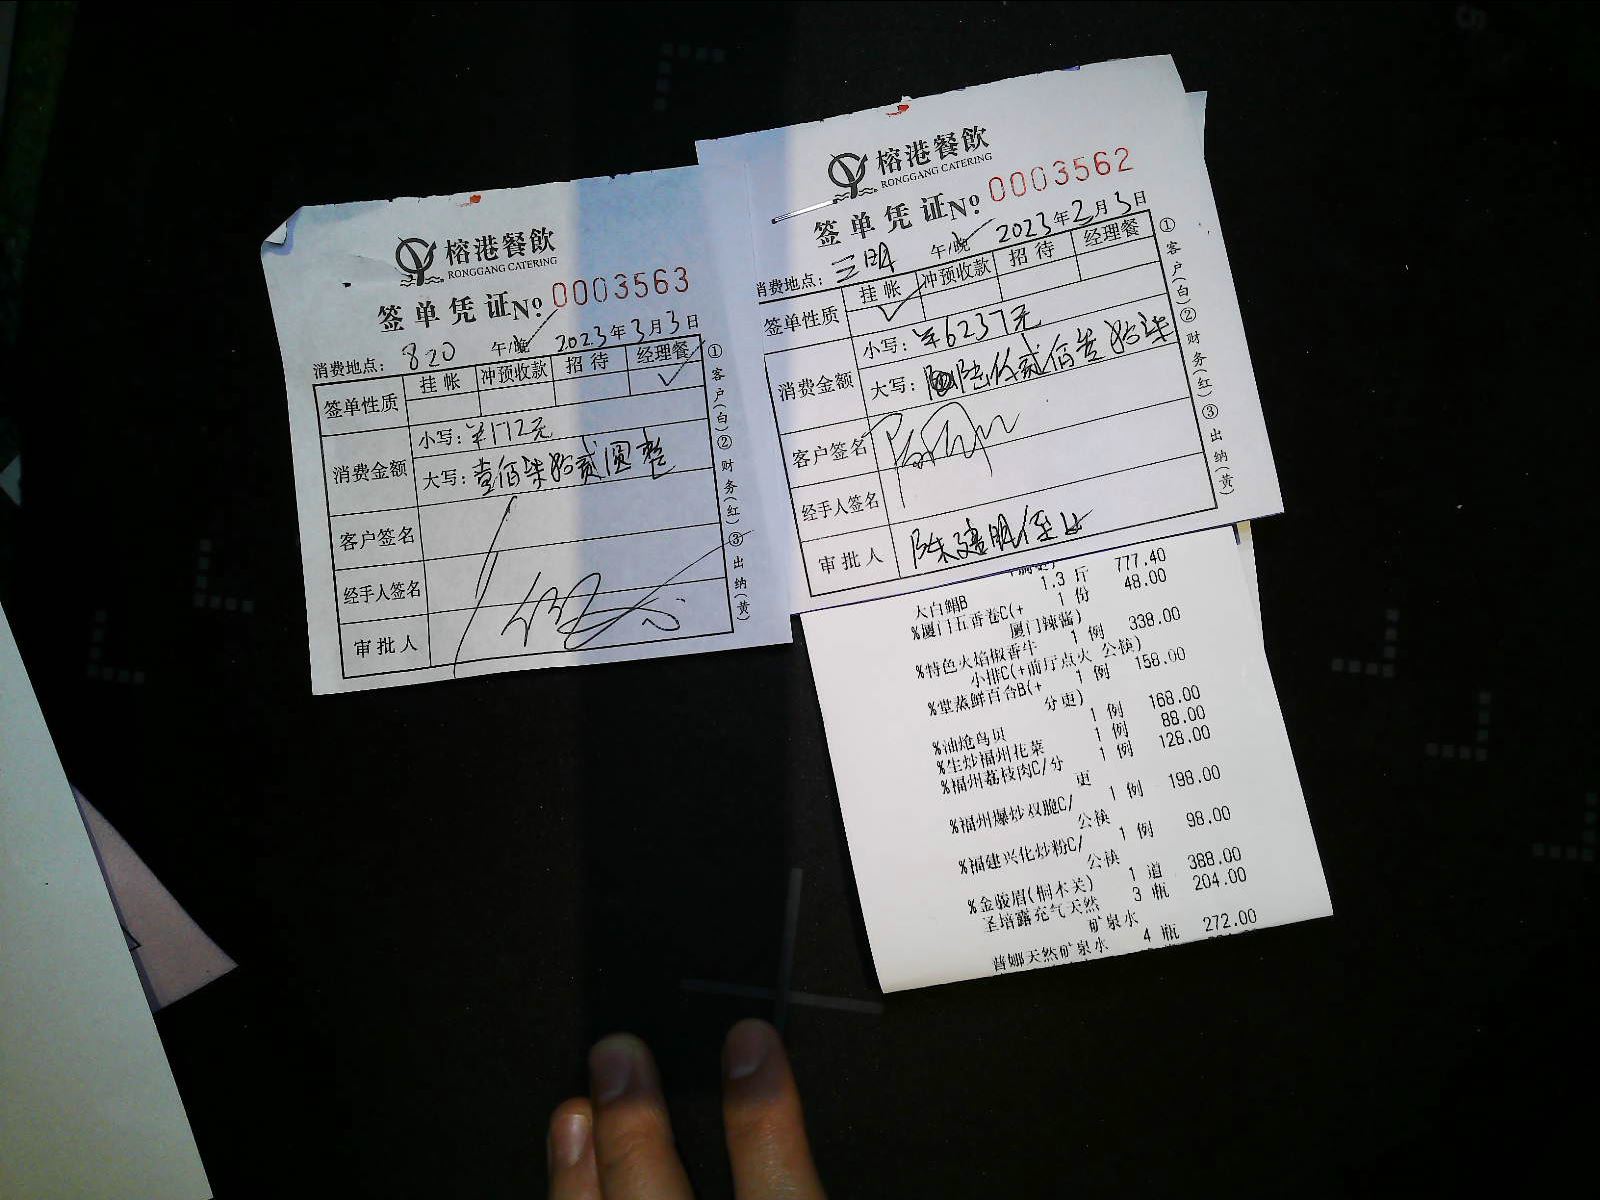 榕港餐飲
RONGGANG CATERING
签单凭证№ 0003563
消费地点: 820 午/晚 2023年3月3日
签单性质 挂帐 冲预收款 招待 经理餐
消费金额
小写: ¥172元
大写: 壹佰柒拾贰圆整
客户签名
经手人签名
审批人
①客户(白)②财务(红)③出纳(黄)
榕港餐飲
RONGGANG CATERING
签单凭证№ 0003562
消费地点: 三明 午/晚 2023年2月3日
签单性质 挂帐 冲预收款 招待 经理餐
消费金额
小写: ¥6237元
大写: 陆仟贰佰叁拾柒
客户签名
经手人签名
审批人 陈建明
①客户(白)②财务(红)③出纳(黄)
1.3 斤 777.40
大白鲳B 1 份 48.00
%厦门五香卷C(+
厦门辣酱)
1 例 338.00
%特色火焰椒香牛
小排C(+前厅点火 公筷)
1 例 158.00
%堂蒸鲜百合B(+
分更)
1 例 168.00
%油炝鸟贝 1 例 88.00
%生炒福州花菜 1 例 128.00
%福州荔枝肉C/分
更
1 例 198.00
%福州爆炒双脆C/
公筷
1 例 98.00
%福建兴化炒粉C/
公筷
1 道 388.00
%金骏眉(桐木关) 3 瓶 204.00
圣培露充气天然
矿泉水
4 瓶 272.00
普娜天然矿泉水